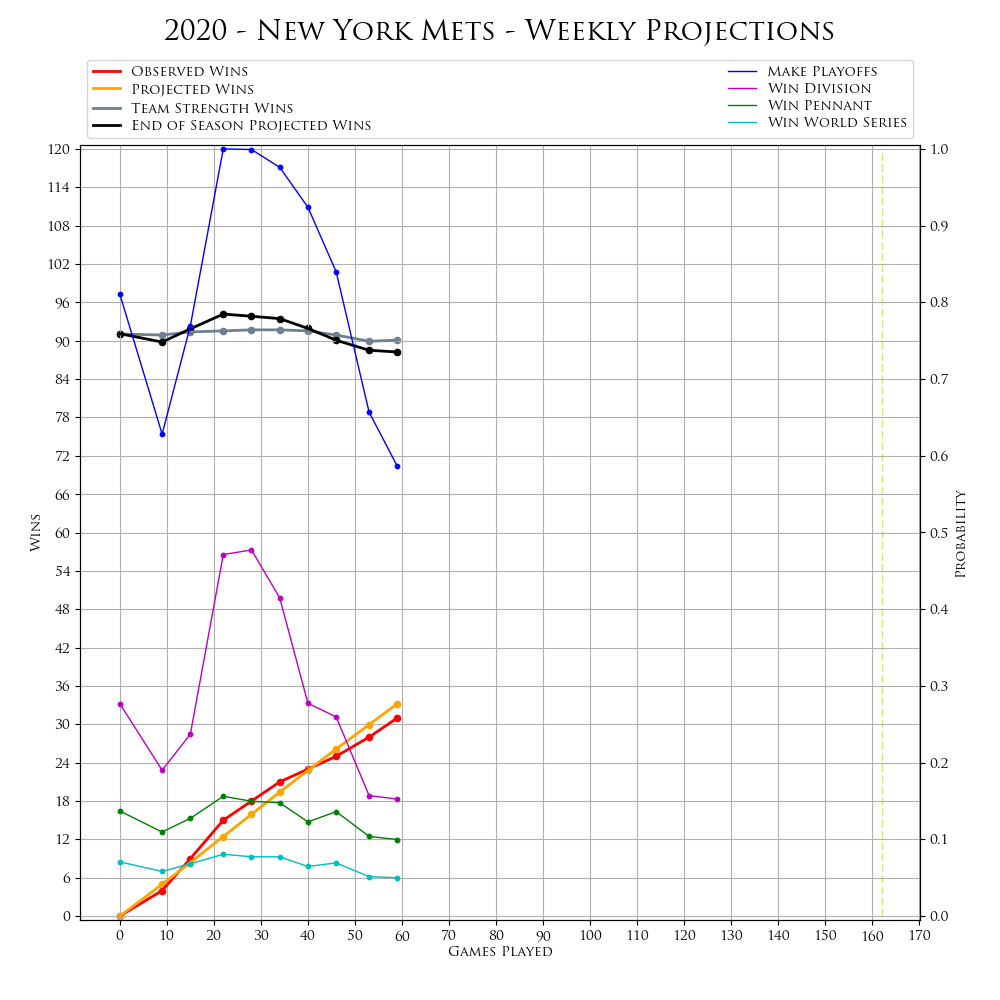 2020 - New York Mets - Weekly Projections
Observed Wins
Projected Wins
Team Strength Wins
End of Season Projected Wins
Make Playoffs
Win Division
Win Pennant
Win World Series
120
114
108
102
96
90
84
78
72
66
60
54
48
42
36
30
24
18
12
6
0
Wins
1.0
0.9
0.8
0.7
0.6
0.5
0.4
0.3
0.2
0.1
0.0
Probability
0 10 20 30 40 50 60 70 80 90 100 110 120 130 140 150 160 170
Games Played